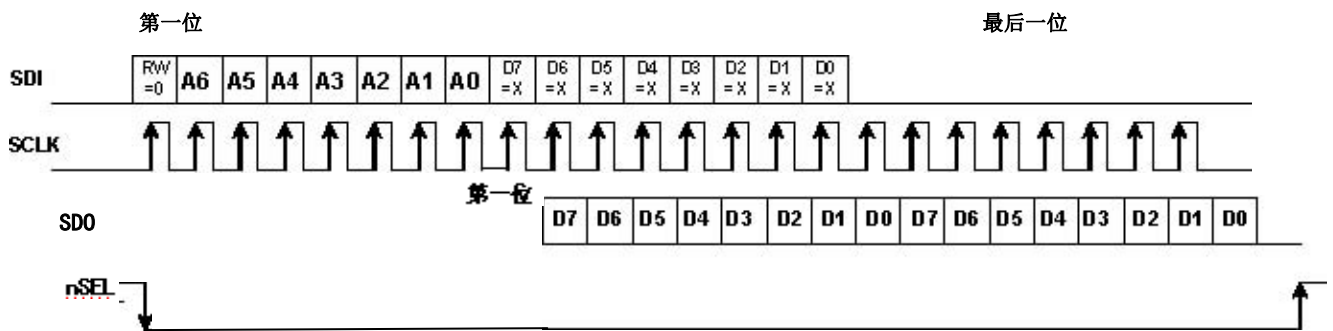 第一位 最后一位
SDI RW =0 A6 A5 A4 A3 A2 A1 A0 D7 =X D6 =X D5 =X D4 =X D3 =X D2 =X D1 =X D0 =X
SCLK
第一位
SDO D7 D6 D5 D4 D3 D2 D1 D0 D7 D6 D5 D4 D3 D2 D1 D0
nSEL